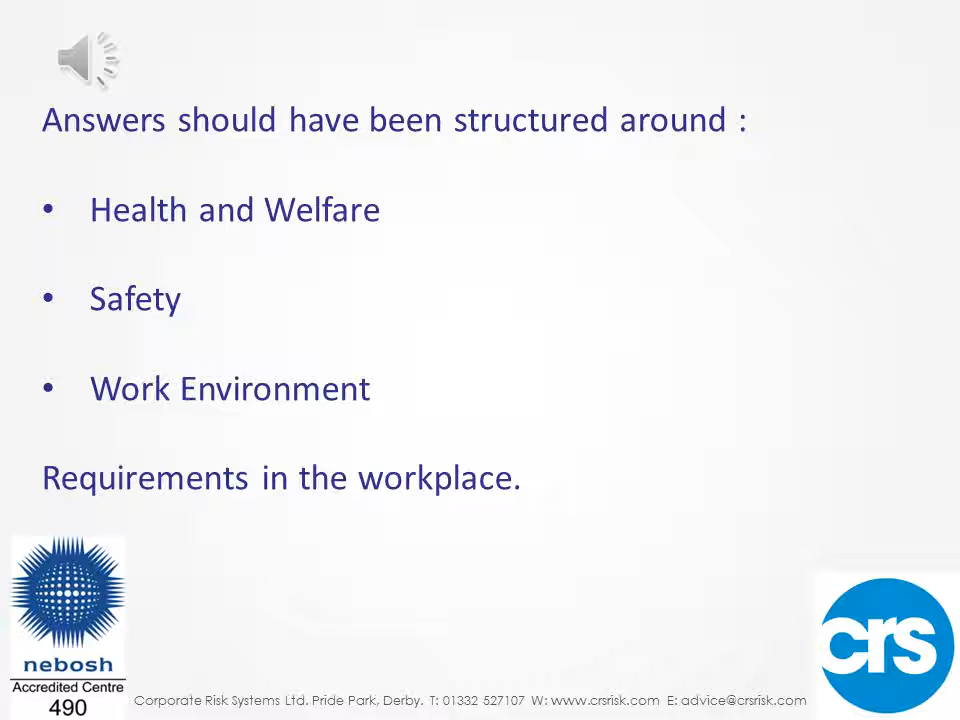 Answers should have been structured around :
• Health and Welfare
• Safety
• Work Environment
Requirements in the workplace.
nebosh
Accredited Centre
490
Corporate Risk Systems Ltd. Pride Park, Derby. T: 01332 527107 W: www.crsrisk.com E: advice@crsrisk.com
crs